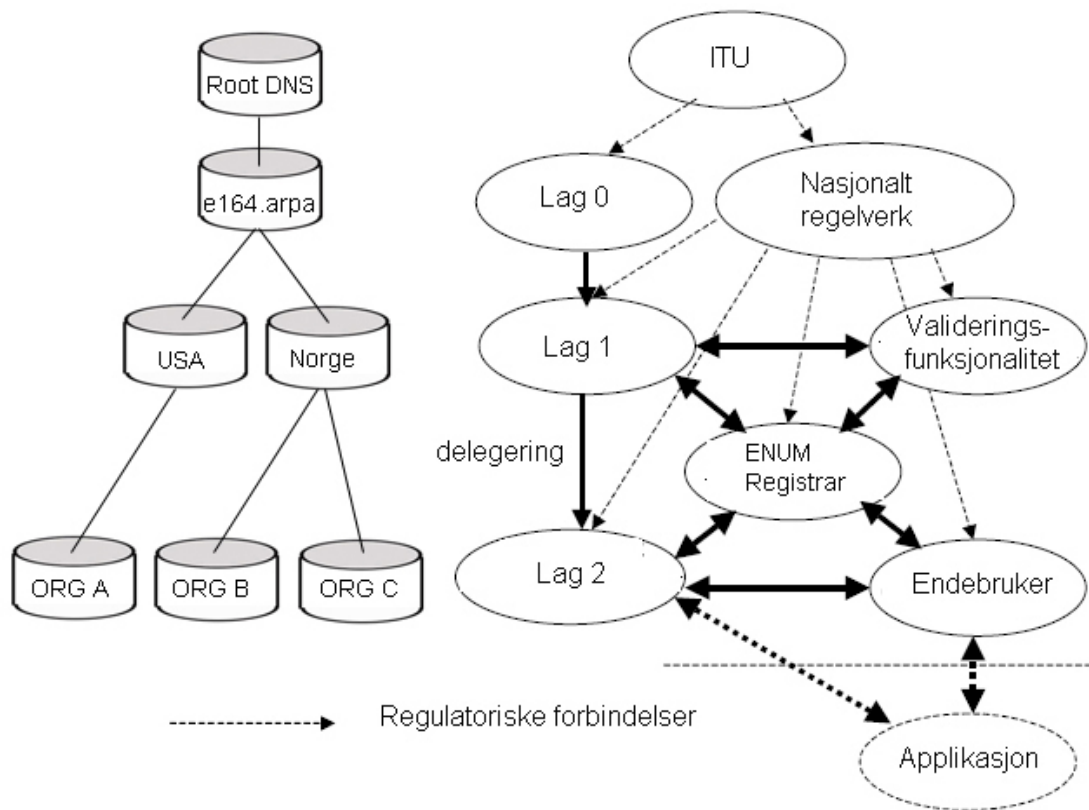 Root DNS
e164.arpa
USA
Norge
ORG A
ORG B
ORG C
ITU
Lag 0
Nasjonalt
regelverk
Lag 1
Validerings-
funksjonalitet
delegering
ENUM
Registrar
Lag 2
Endebruker
Regulatoriske forbindelser
Applikasjon